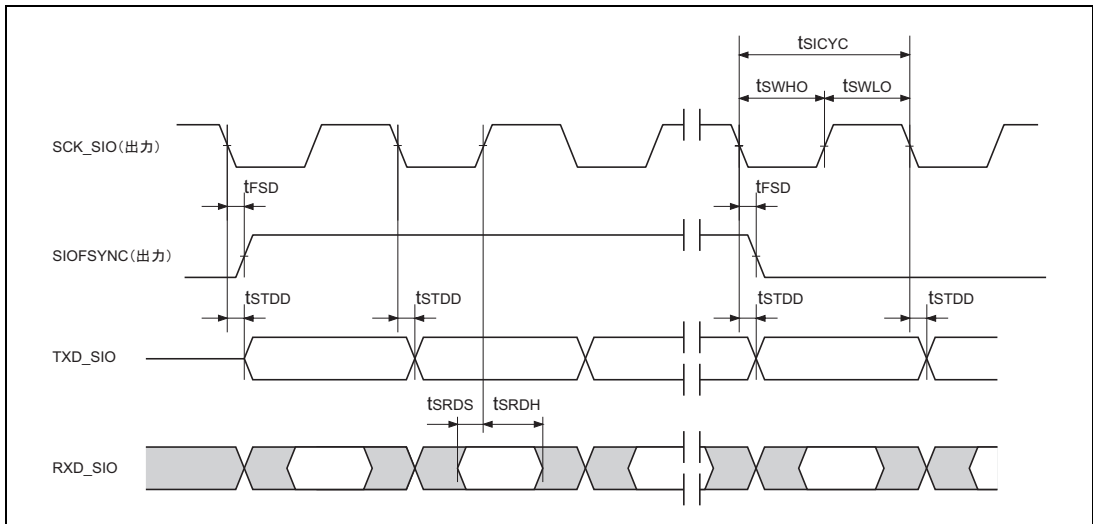 tSICYC
tSWHO tSWLO
SCK_SIO(出力)
tFSD tFSD
SIOFSYNC(出力)
tSTDD tSTDD tSTDD tSTDD
TXD_SIO
tSRDS tSRDH
RXD_SIO